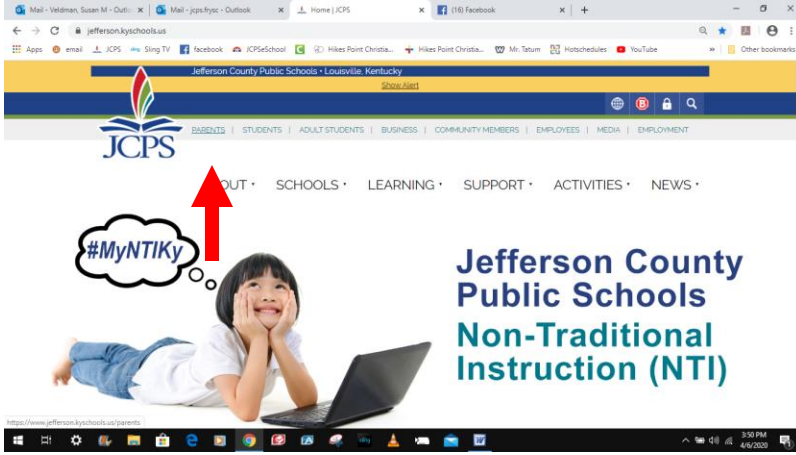 Mail - Veldman, Susan M - Outlo
Mail - jcps.frysc - Outlook
Home | JCPS
(16) Facebook
jefferson.kyschools.us
Apps
email
JCPS
Sling TV
facebook
JCPSeSchool
Hikes Point Christia...
Hikes Point Christia...
Mr. Tatum
Hotschedules
YouTube
Other bookmarks
Jefferson County Public Schools • Louisville, Kentucky
Show Alert
JCPS
PARENTS | STUDENTS | ADULT STUDENTS | BUSINESS | COMMUNITY MEMBERS | EMPLOYEES | MEDIA | EMPLOYMENT
OUT SCHOOLS LEARNING SUPPORT ACTIVITIES NEWS
#MyNTIKy
Jefferson County
Public Schools
Non-Traditional
Instruction (NTI)
https://www.jefferson.kyschools.us/parents
3:50 PM
4/6/2020